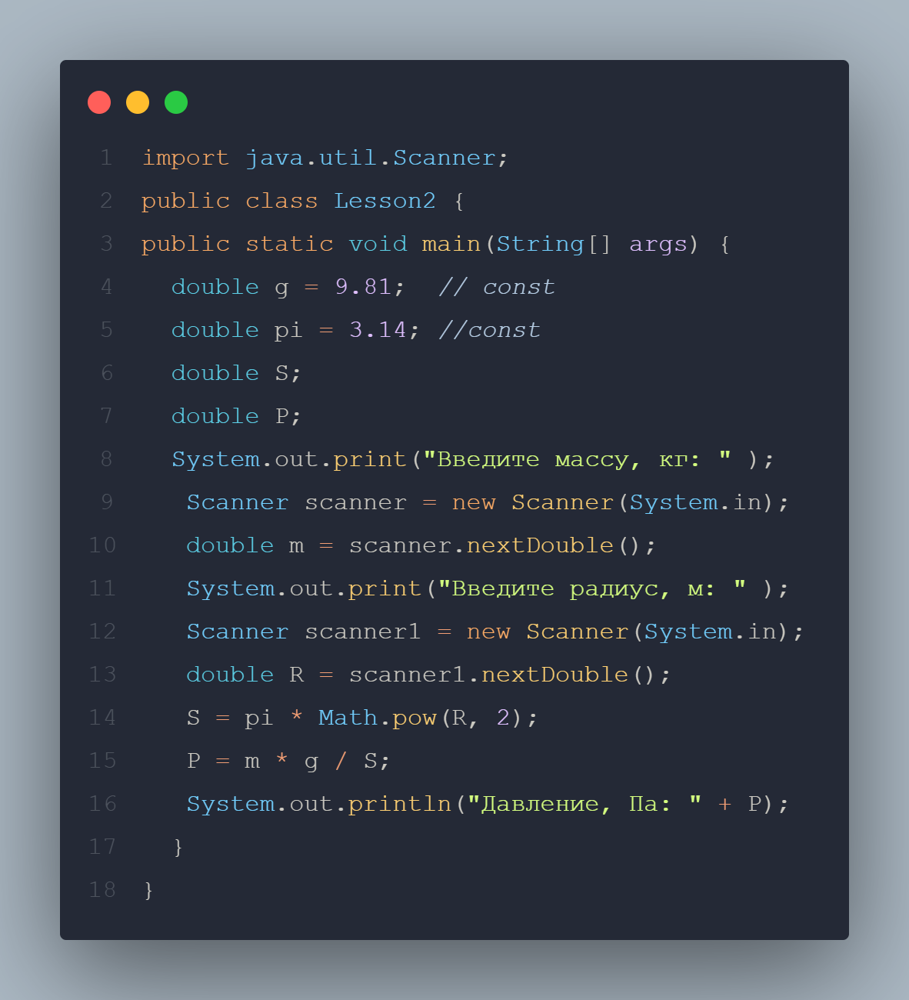 1 import java.util.Scanner;
2 public class Lesson2 {
3 public static void main(String[] args) {
4   double g = 9.81;  // const
5   double pi = 3.14; //const
6   double S;
7   double P;
8   System.out.print("Введите массу, кг: " );
9    Scanner scanner = new Scanner(System.in);
10    double m = scanner.nextDouble();
11    System.out.print("Введите радиус, м: " );
12    Scanner scanner1 = new Scanner(System.in);
13    double R = scanner1.nextDouble();
14    S = pi * Math.pow(R, 2);
15    P = m * g / S;
16    System.out.println("Давление, Па: " + P);
17   }
18 }